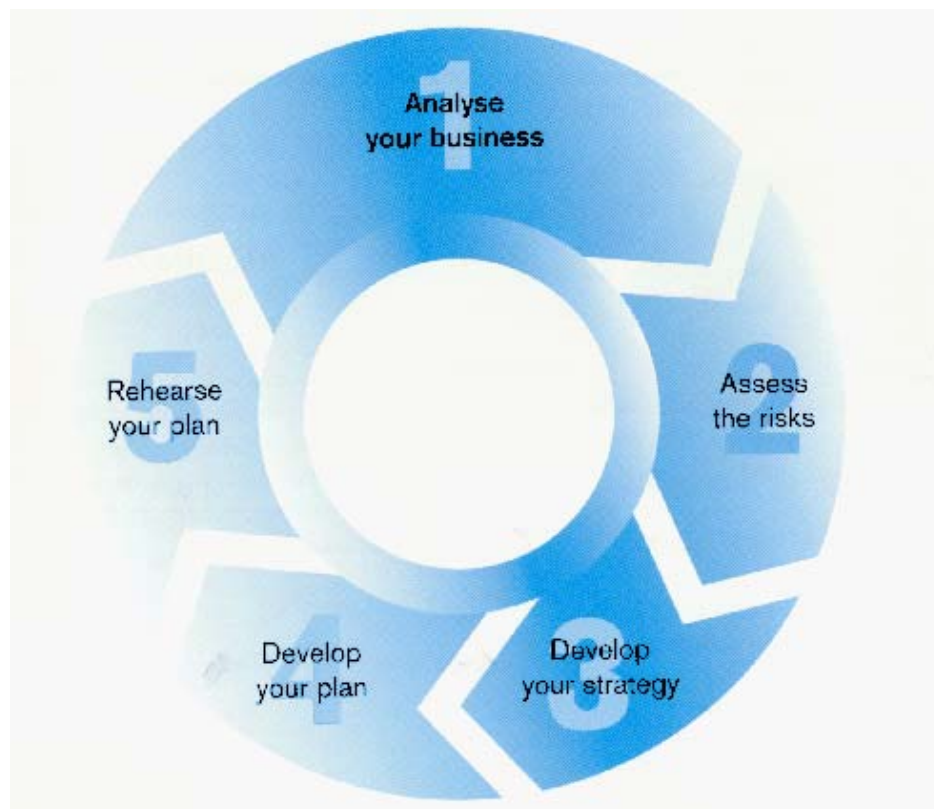 1
Analyse
your business
2
Assess
the risks
3
Develop
your strategy
4
Develop
your plan
5
Rehearse
your plan